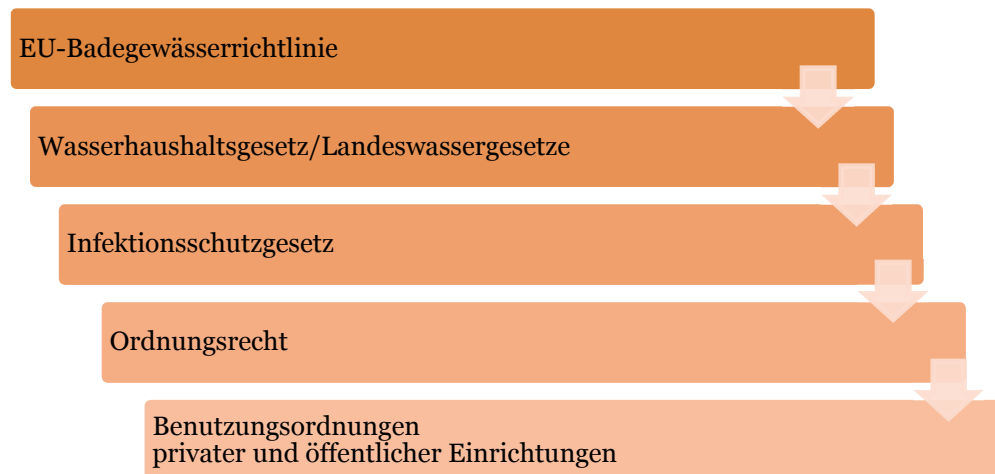 EU-Badegewässerrichtlinie
Wasserhaushaltsgesetz/Landeswassergesetze
Infektionsschutzgesetz
Ordnungsrecht
Benutzungsordnungen
privater und öffentlicher Einrichtungen